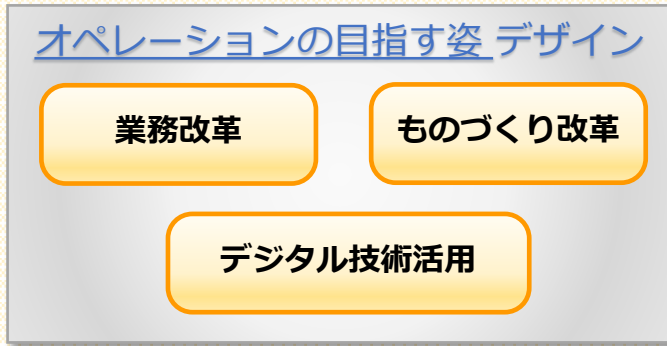 オペレーションの目指す姿 デザイン
業務改革
ものづくり改革
デジタル技術活用